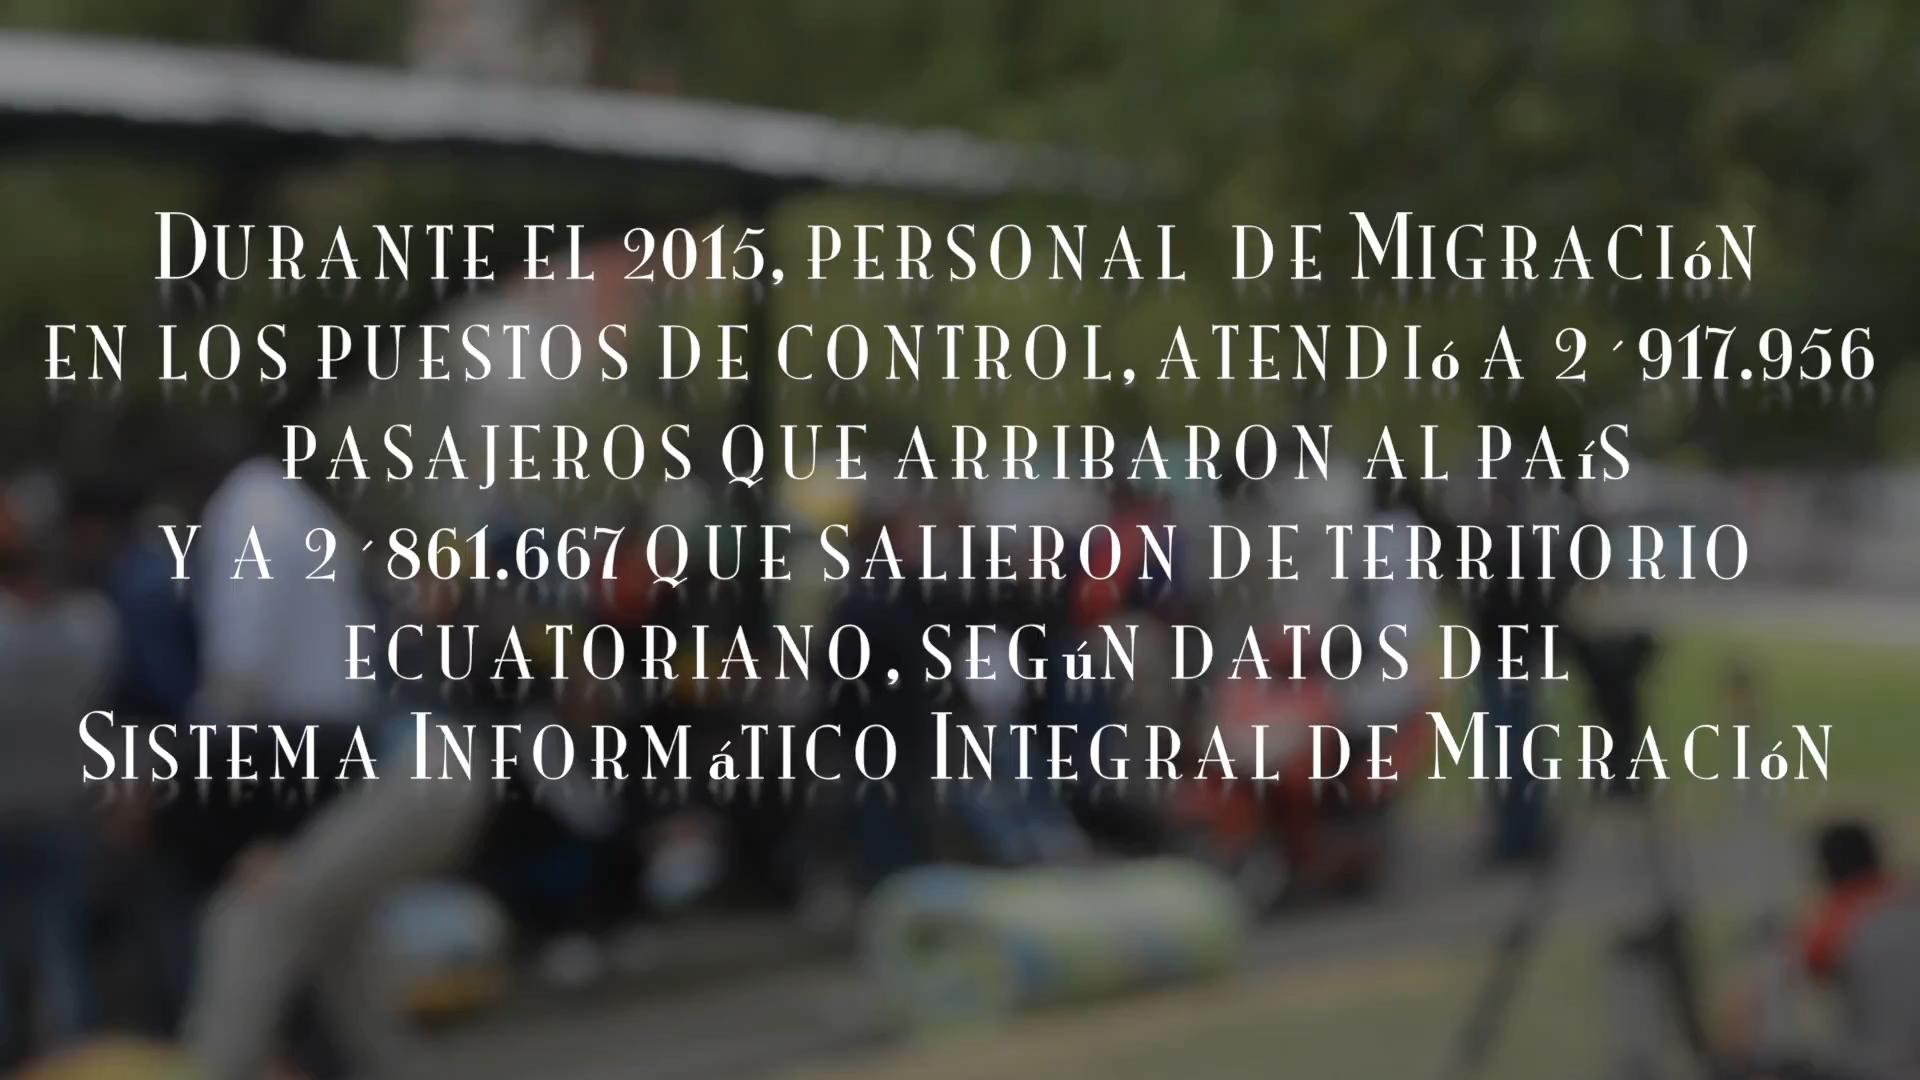 Durante el 2015, personal de Migración
en los puestos de control, atendió a 2´917.956
pasajeros que arribaron al país
y a 2´861.667 que salieron de territorio
ecuatoriano, según datos del
Sistema Informático Integral de Migración